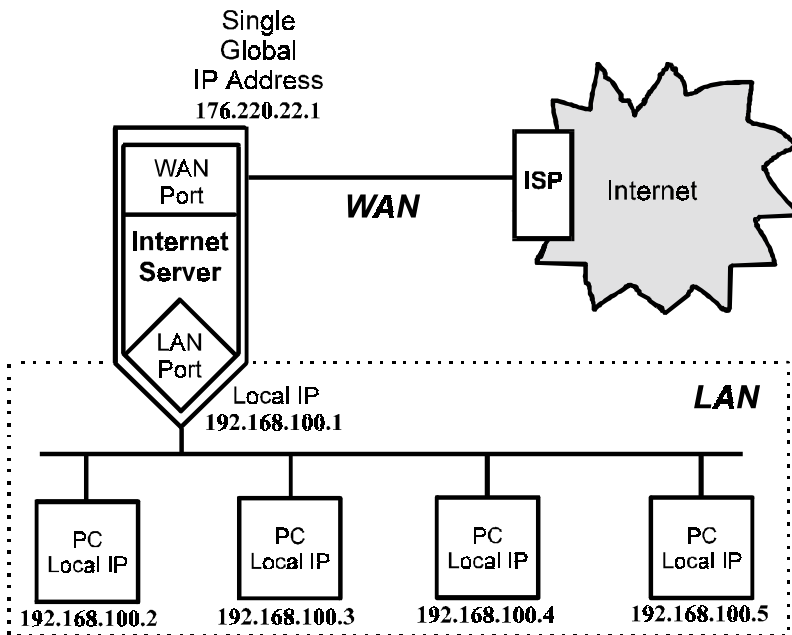 Single
Global
IP Address
176.220.22.1
WAN
Port
Internet
Server
LAN
Port
WAN
ISP
Internet
Local IP
192.168.100.1
LAN
PC
Local IP
192.168.100.2
PC
Local IP
192.168.100.3
PC
Local IP
192.168.100.4
PC
Local IP
192.168.100.5